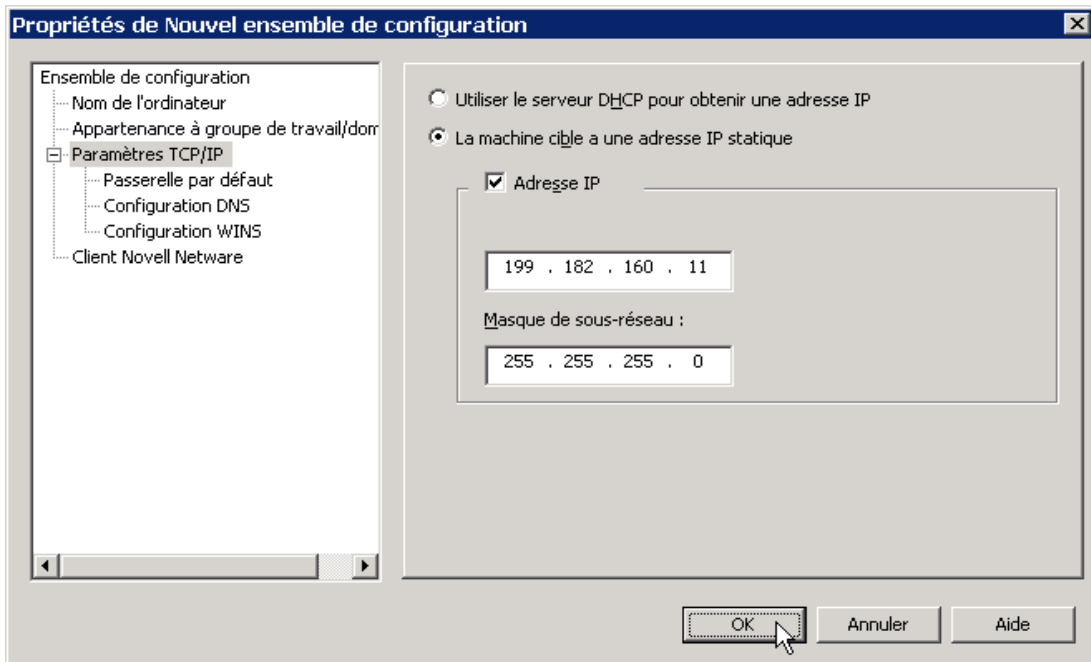 Propriétés de Nouvel ensemble de configuration
Ensemble de configuration
Nom de l'ordinateur
Appartenance à groupe de travail/dom
Paramètres TCP/IP
Passerelle par défaut
Configuration DNS
Configuration WINS
Client Novell Netware
Utiliser le serveur DHCP pour obtenir une adresse IP
La machine cible a une adresse IP statique
Adresse IP
199 . 182 . 160 . 11
Masque de sous-réseau :
255 . 255 . 255 . 0
OK
Annuler
Aide